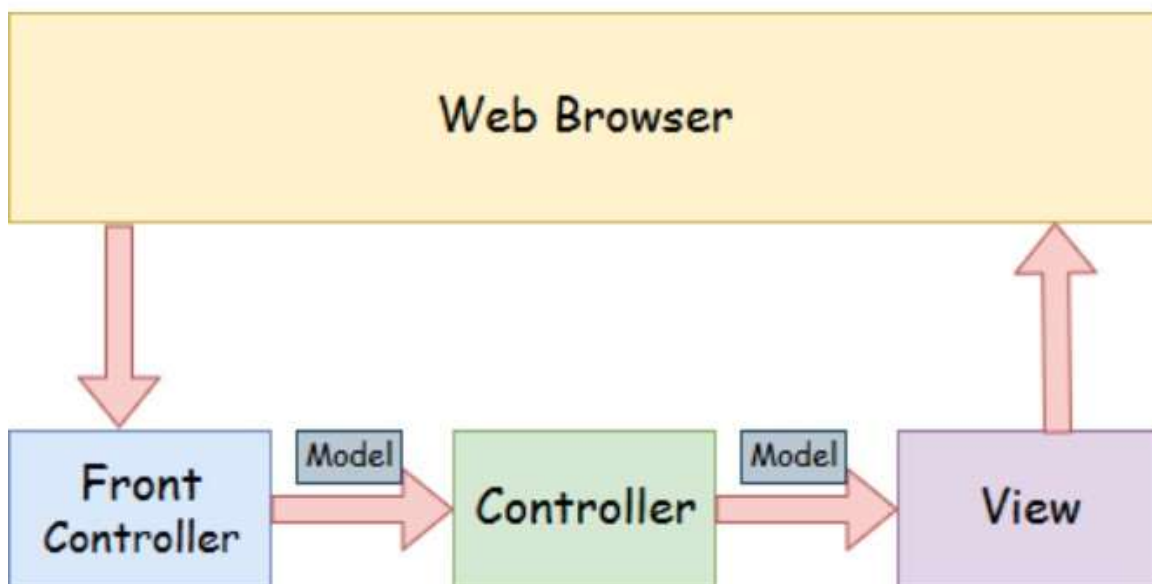 Web Browser
Front
Controller
Model
Controller
Model
View